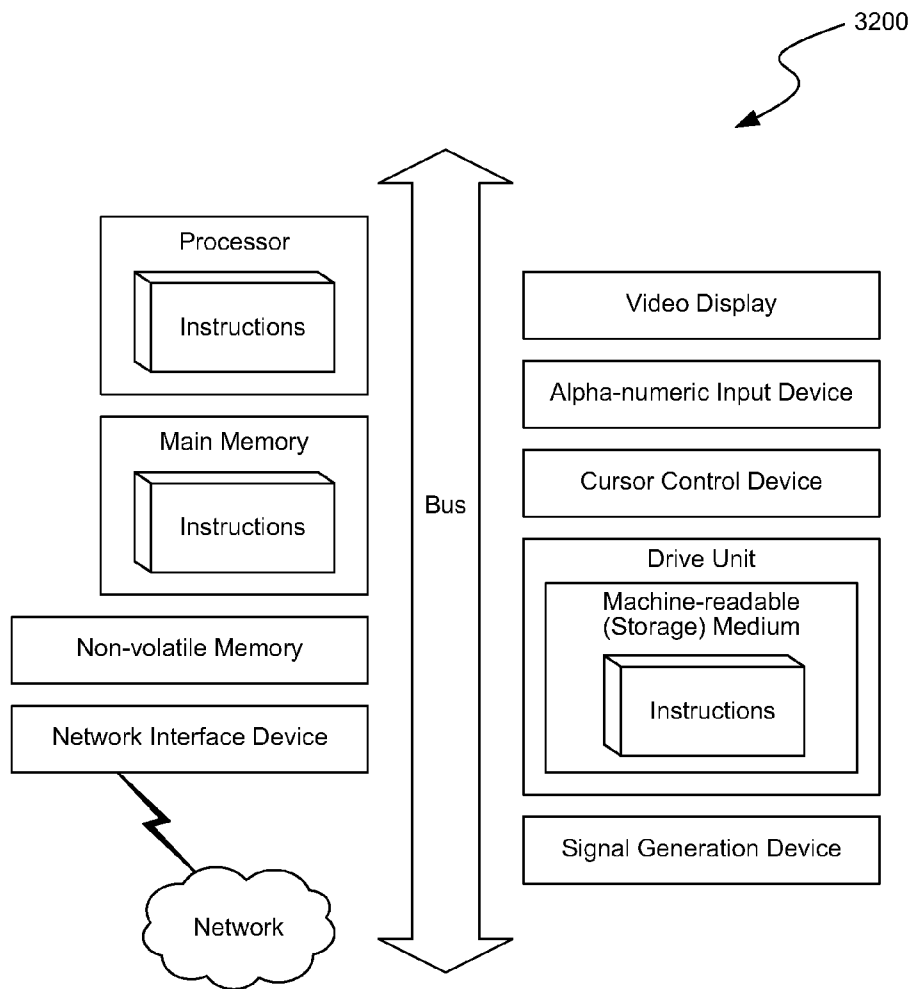 3200
Processor
Instructions
Main Memory
Instructions
Non-volatile Memory
Network Interface Device
Network
Bus
Video Display
Alpha-numeric Input Device
Cursor Control Device
Drive Unit
Machine-readable
(Storage) Medium
Instructions
Signal Generation Device